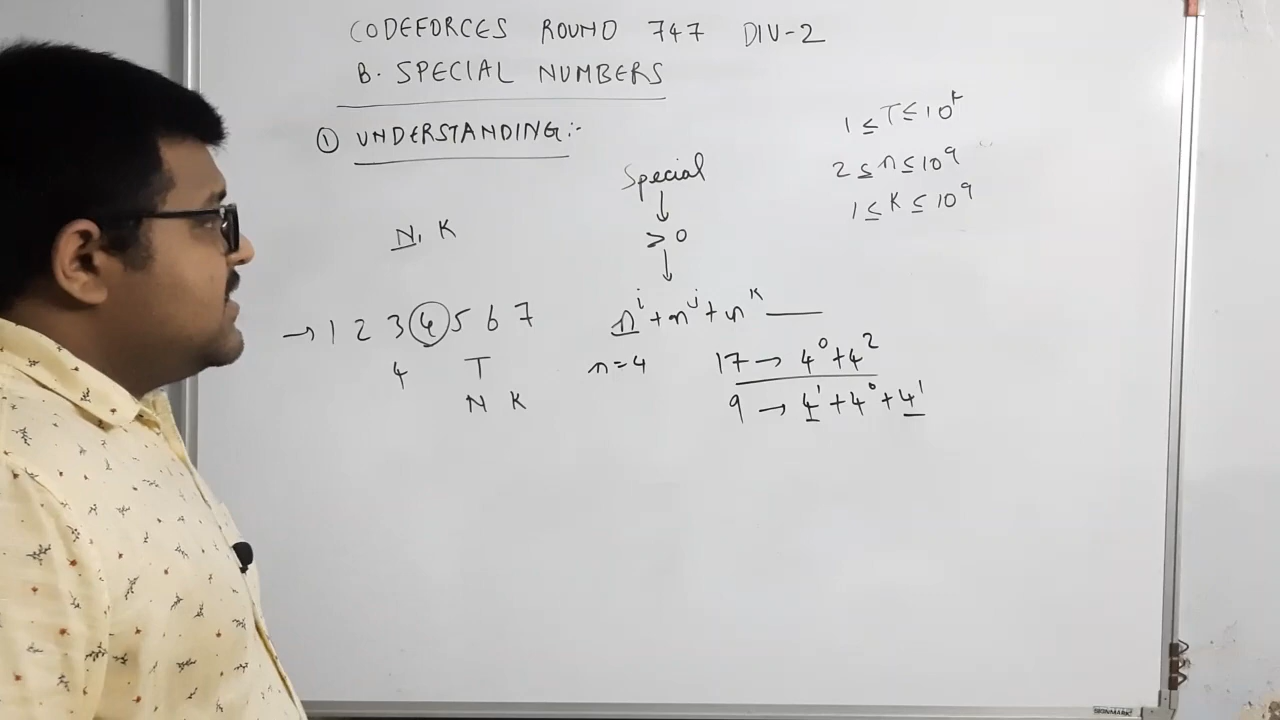 CODEFORCES ROUND 747 DIV-2
B. SPECIAL NUMBERS
① UNDERSTANDING:-
1 ≤ T ≤ 10^4
2 ≤ n ≤ 10^9
1 ≤ K ≤ 10^9
Special
↓
> 0
↓
N, K
n^i + n^j + n^k ——
→ 1 2 3 4 5 6 7
4 T
N K
n=4
17 → 4^0 + 4^2
9 → 4^1 + 4^0 + 4^1